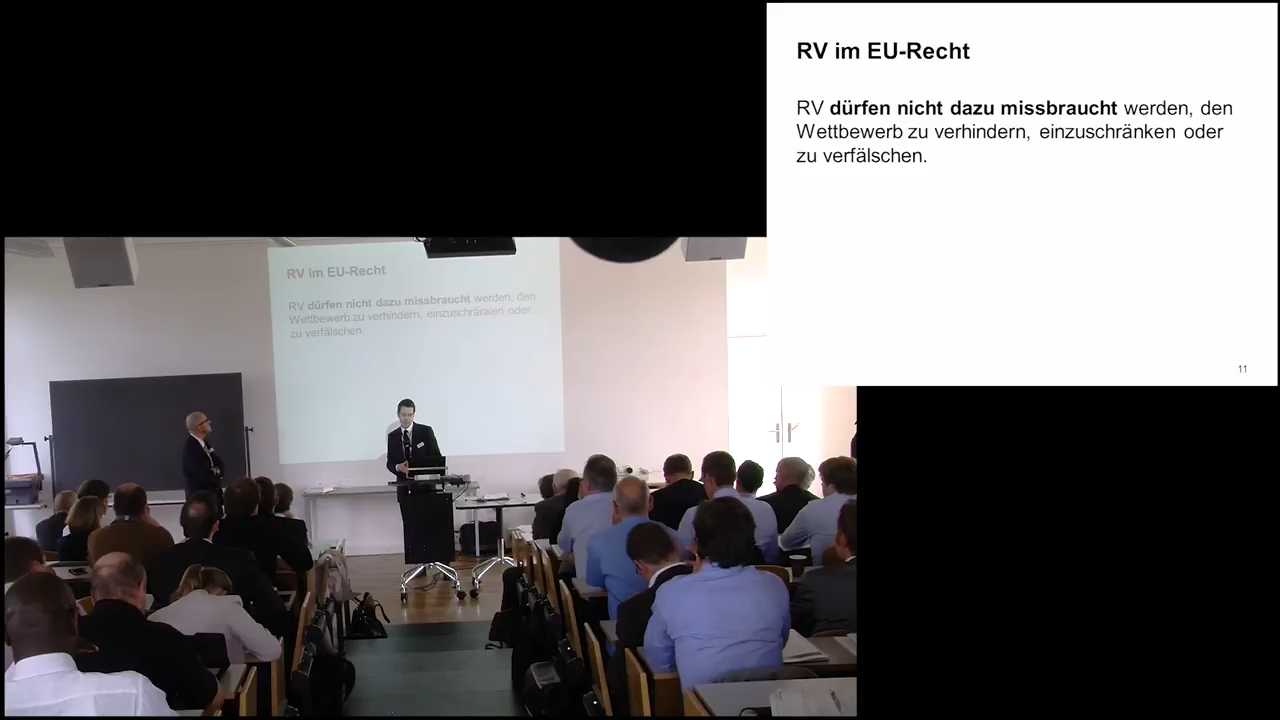 RV im EU-Recht
RV dürfen nicht dazu missbraucht werden, den
Wettbewerb zu verhindern, einzuschränken oder
zu verfälschen.
11
RV im EU-Recht
RV dürfen nicht dazu missbraucht werden, den
Wettbewerb zu verhindern, einzuschränken oder
zu verfälschen.